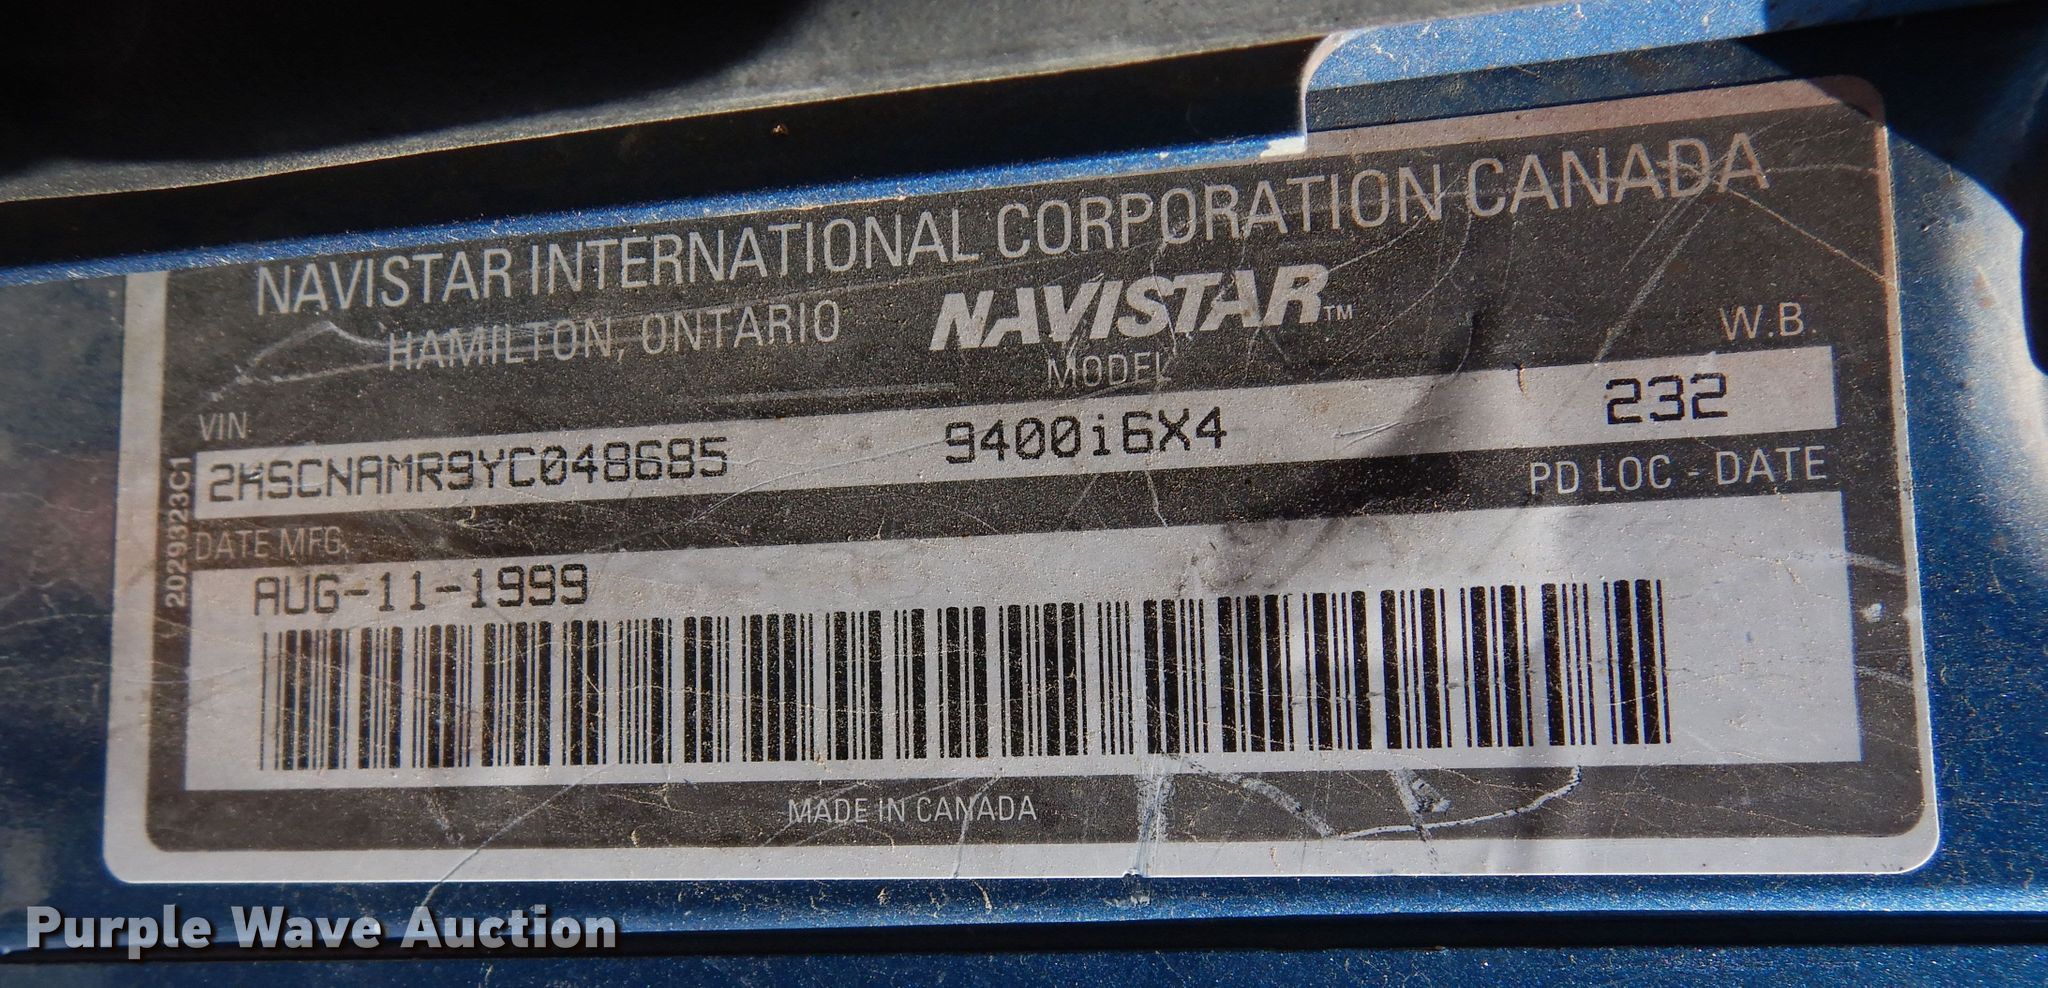 NAVISTAR INTERNATIONAL CORPORATION CANADA
HAMILTON, ONTARIO
NAVISTAR™
MODEL
W.B.
VIN
2HSCNAMR9YC048685
9400i6X4
232
PD LOC - DATE
DATE MFG.
AUG-11-1999
2029323C1
MADE IN CANADA
Purple Wave Auction